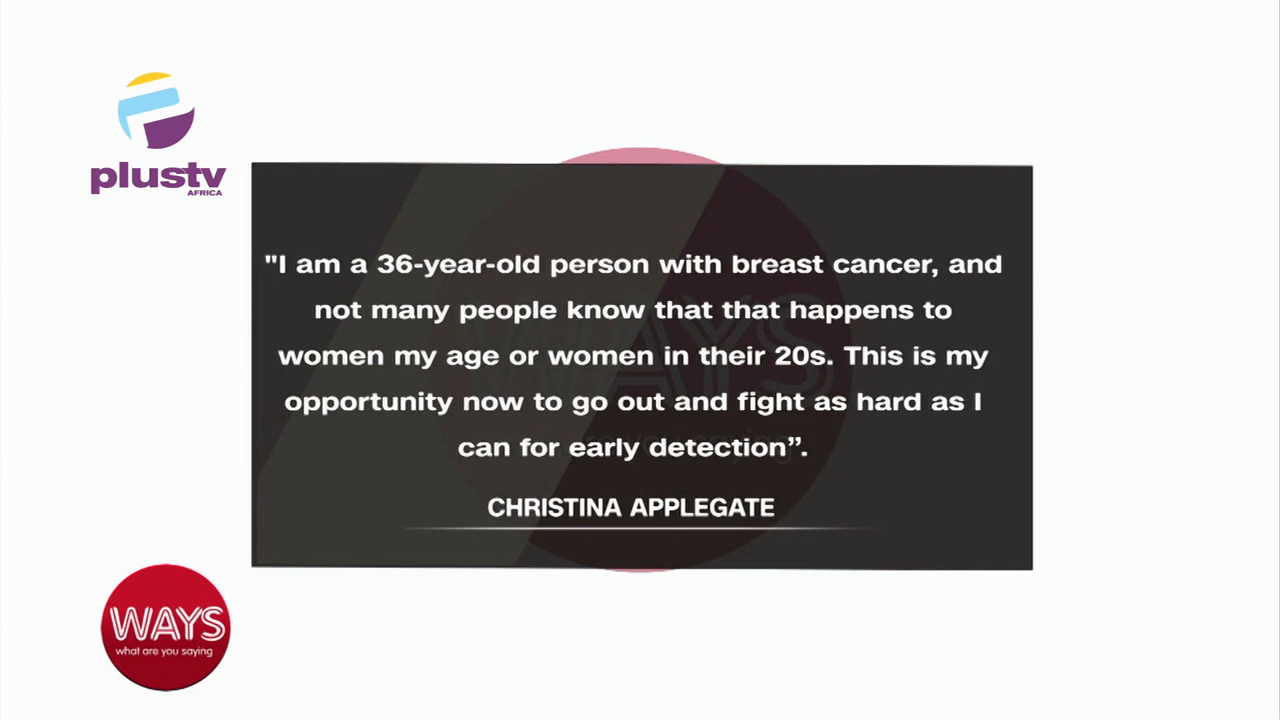 plustv
AFRICA
"I am a 36-year-old person with breast cancer, and
not many people know that that happens to
women my age or women in their 20s. This is my
opportunity now to go out and fight as hard as I
can for early detection”.
CHRISTINA APPLEGATE
WAYS
what are you saying